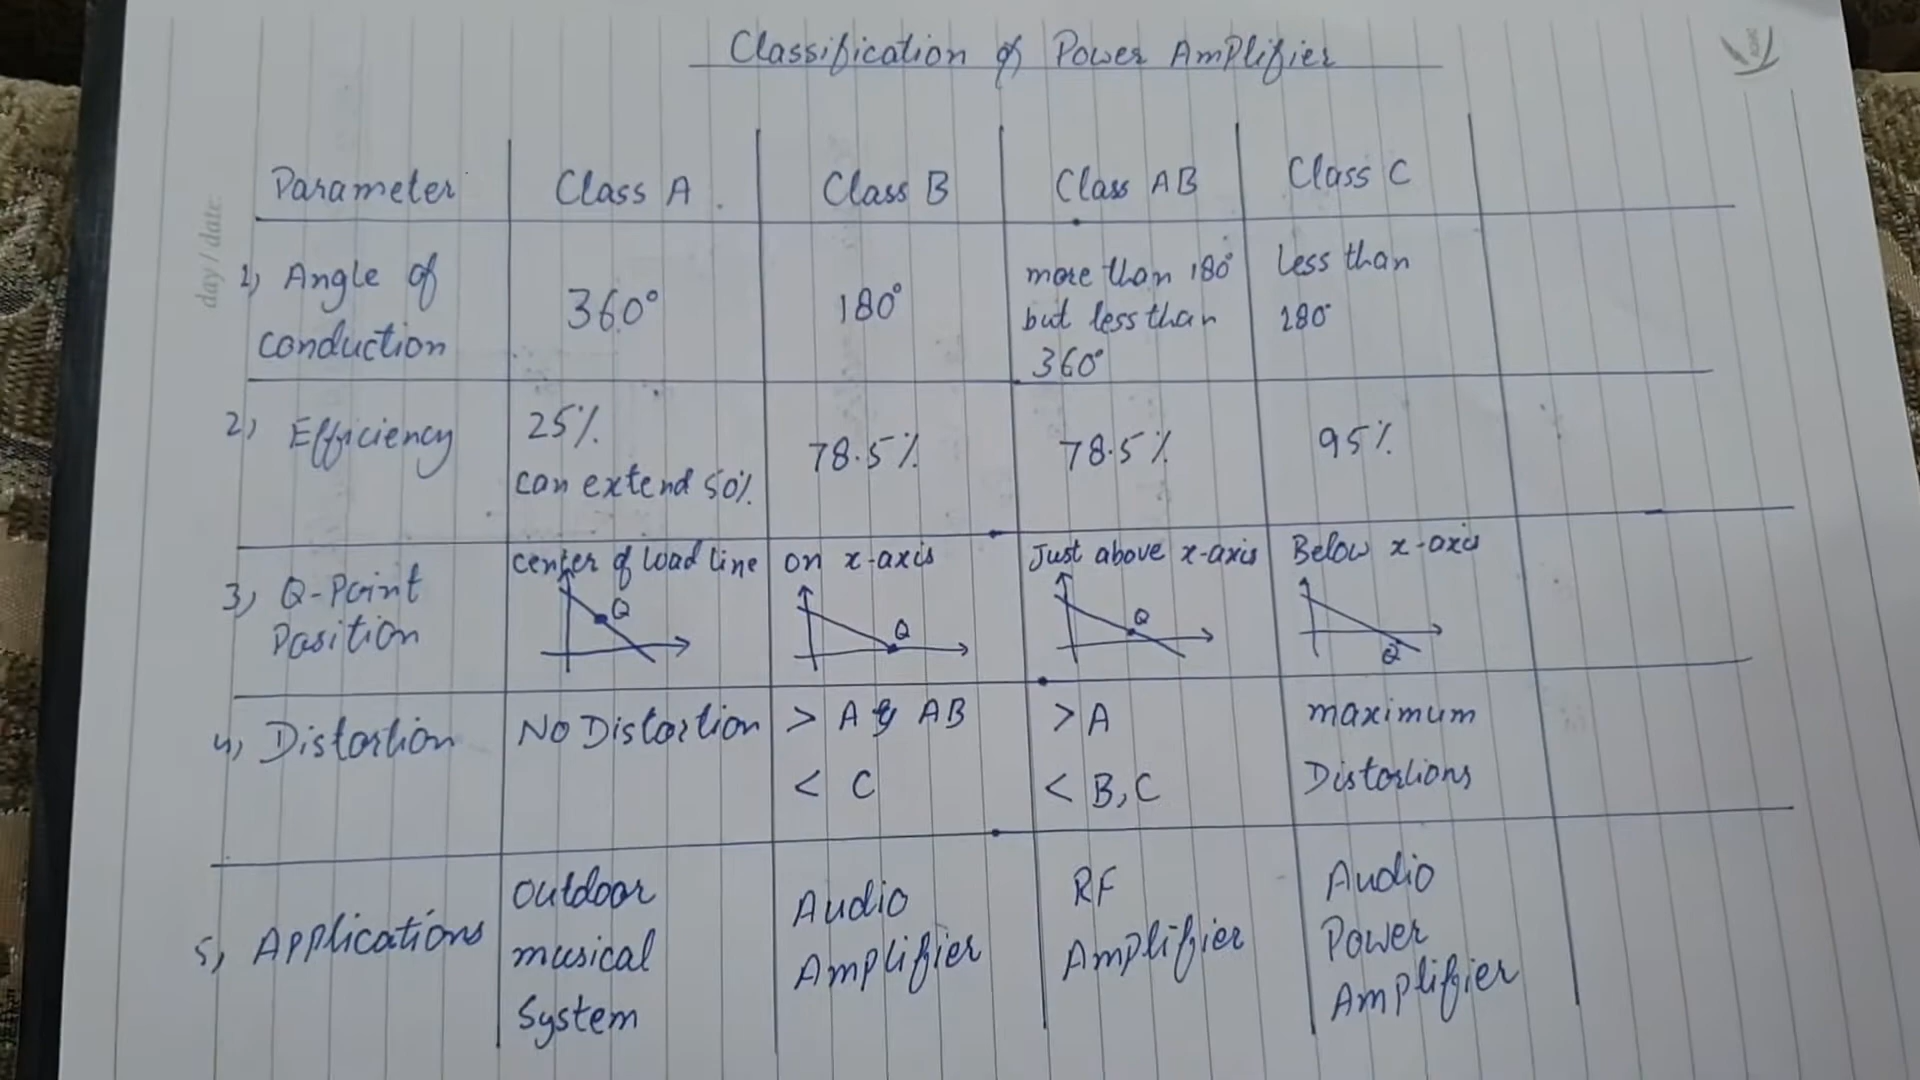 Classification of Power Amplifier
day / date:
Parameter
Class A
Class B
Class AB
Class C
1) Angle of
conduction
360°
180°
more than 180°
but less than
360°
less than
180°
2) Efficiency
25%
can extend 50%
78.5%
78.5%
95%
3) Q-Point
Position
center of load line
Q
on x-axis
Q
Just above x-axis
Q
Below x-axis
Q
4) Distortion
No Distortion
> A & AB
< C
> A
< B, C
maximum
Distortions
5) Applications
outdoor
musical
System
Audio
Amplifier
RF
Amplifier
Audio
Power
Amplifier